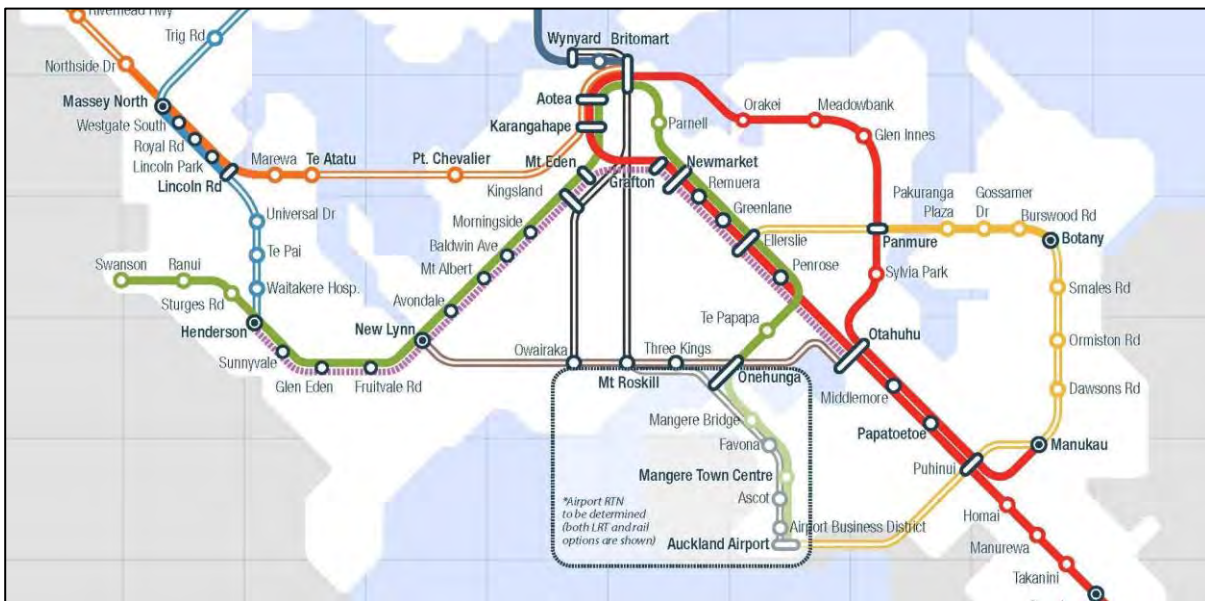 Riverhead Hwy
Trig Rd
Northside Dr
Massey North
Westgate South
Royal Rd
Lincoln Park
Lincoln Rd
Marewa
Te Atatu
Pt. Chevalier
Universal Dr
Te Pai
Waitakere Hosp.
Swanson
Ranui
Sturges Rd
Henderson
Sunnyvale
Glen Eden
Fruitvale Rd
New Lynn
Avondale
Mt Albert
Baldwin Ave
Morningside
Kingsland
Mt Eden
Karangahape
Aotea
Wynyard
Britomart
Parnell
Grafton
Newmarket
Remuera
Greenlane
Ellerslie
Penrose
Te Papapa
Onehunga
Orakei
Meadowbank
Glen Innes
Panmure
Sylvia Park
Otahuhu
Pakuranga
Plaza
Gossamer
Dr
Burswood Rd
Botany
Smales Rd
Ormiston Rd
Dawsons Rd
Manukau
Owairaka
Mt Roskill
Three Kings
Mangere Bridge
Favona
Mangere Town Centre
Ascot
Airport Business District
Auckland Airport
*Airport RTN
to be determined
(both LRT and rail
options are shown)
Middlemore
Papatoetoe
Puhinui
Homai
Manurewa
Takanini